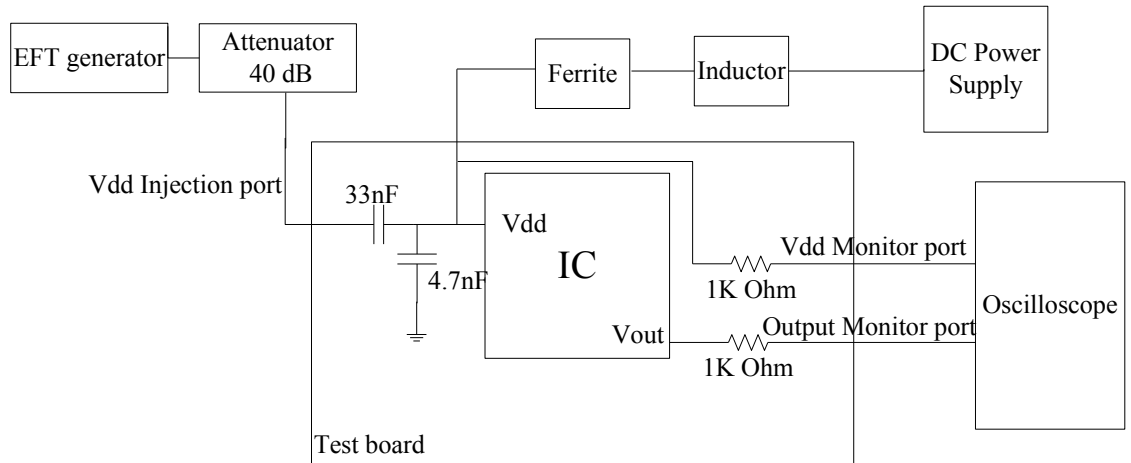 EFT generator
Attenuator
40 dB
Ferrite
Inductor
DC Power
Supply
Vdd Injection port
33nF
4.7nF
Vdd
IC
Vout
Vdd Monitor port
1K Ohm
Output Monitor port
1K Ohm
Oscilloscope
Test board